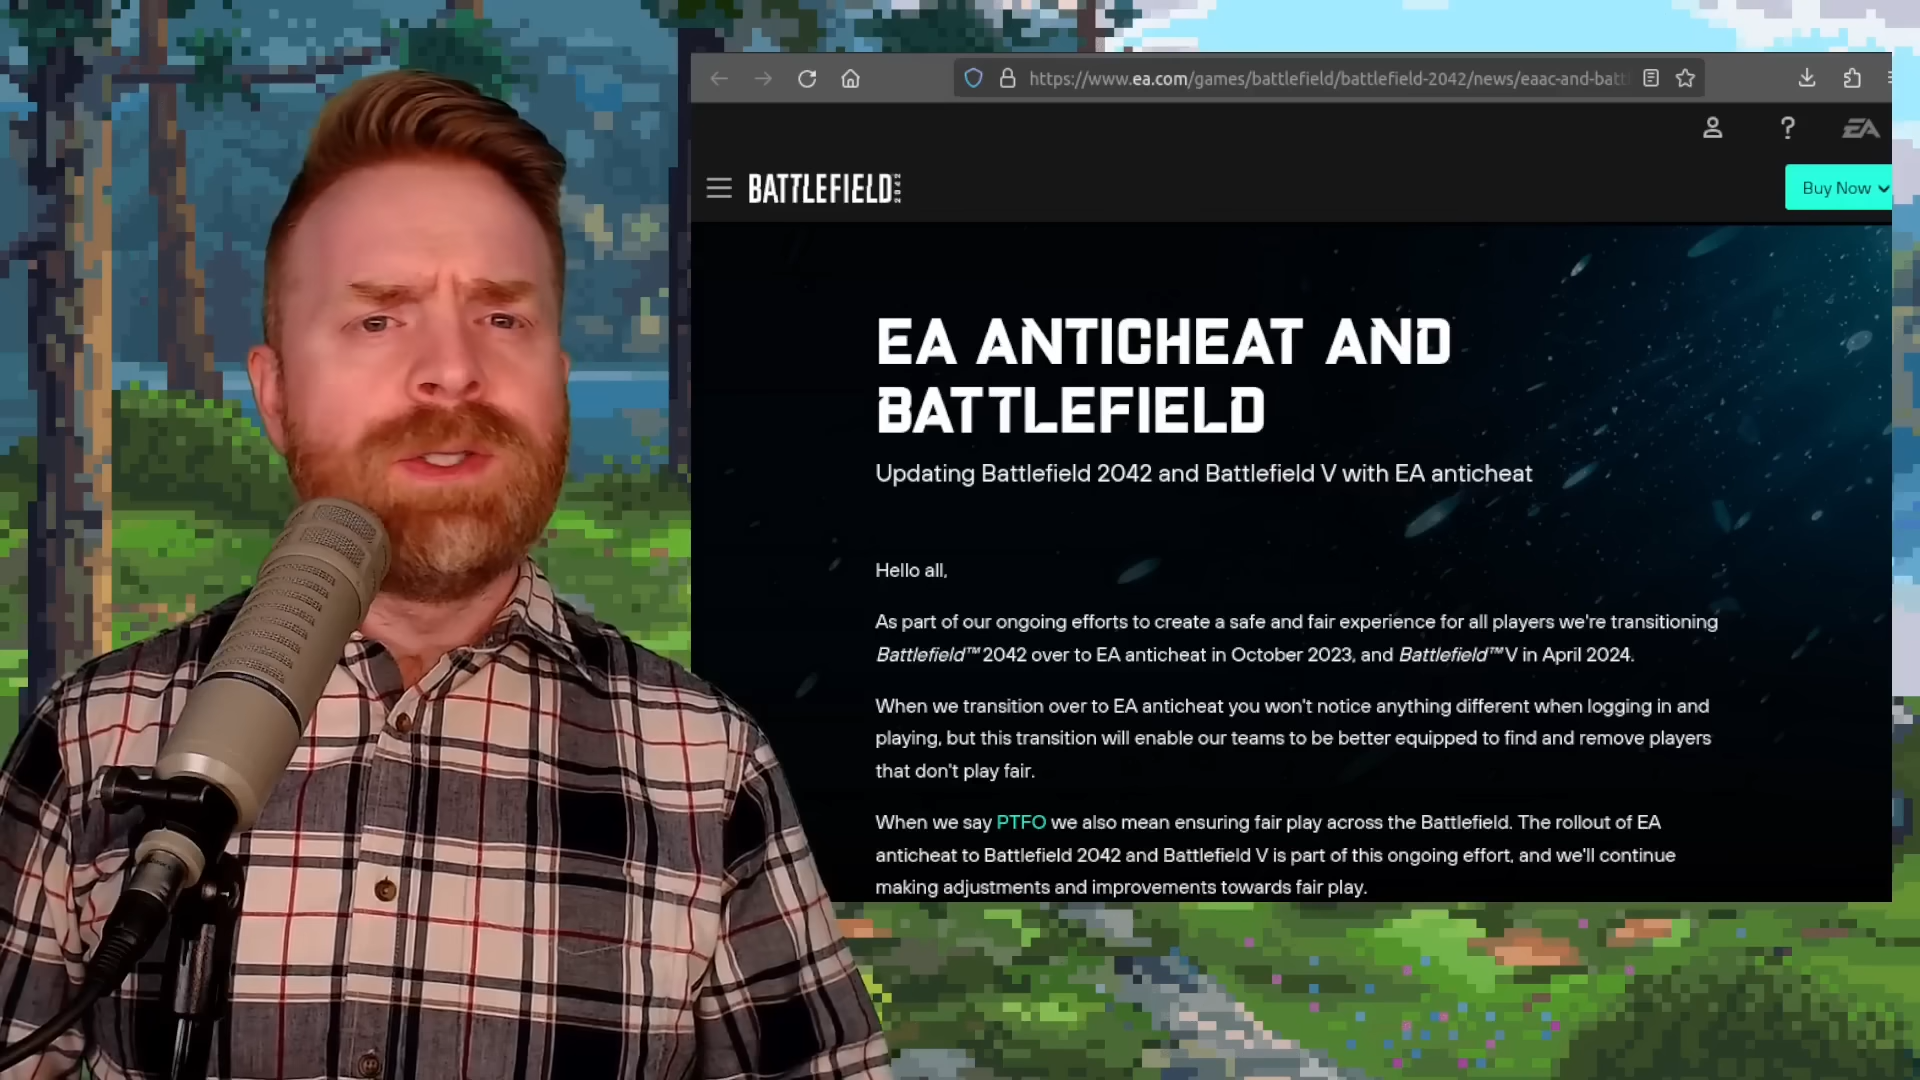 https://www.ea.com/games/battlefield/battlefield-2042/news/eaac-and-batt
EA
BATTLEFIELD 2042
Buy Now
EA ANTICHEAT AND
BATTLEFIELD
Updating Battlefield 2042 and Battlefield V with EA anticheat
Hello all,
As part of our ongoing efforts to create a safe and fair experience for all players we're transitioning
Battlefield™ 2042 over to EA anticheat in October 2023, and Battlefield™ V in April 2024.
When we transition over to EA anticheat you won't notice anything different when logging in and
playing, but this transition will enable our teams to be better equipped to find and remove players
that don't play fair.
When we say PTFO we also mean ensuring fair play across the Battlefield. The rollout of EA
anticheat to Battlefield 2042 and Battlefield V is part of this ongoing effort, and we'll continue
making adjustments and improvements towards fair play.